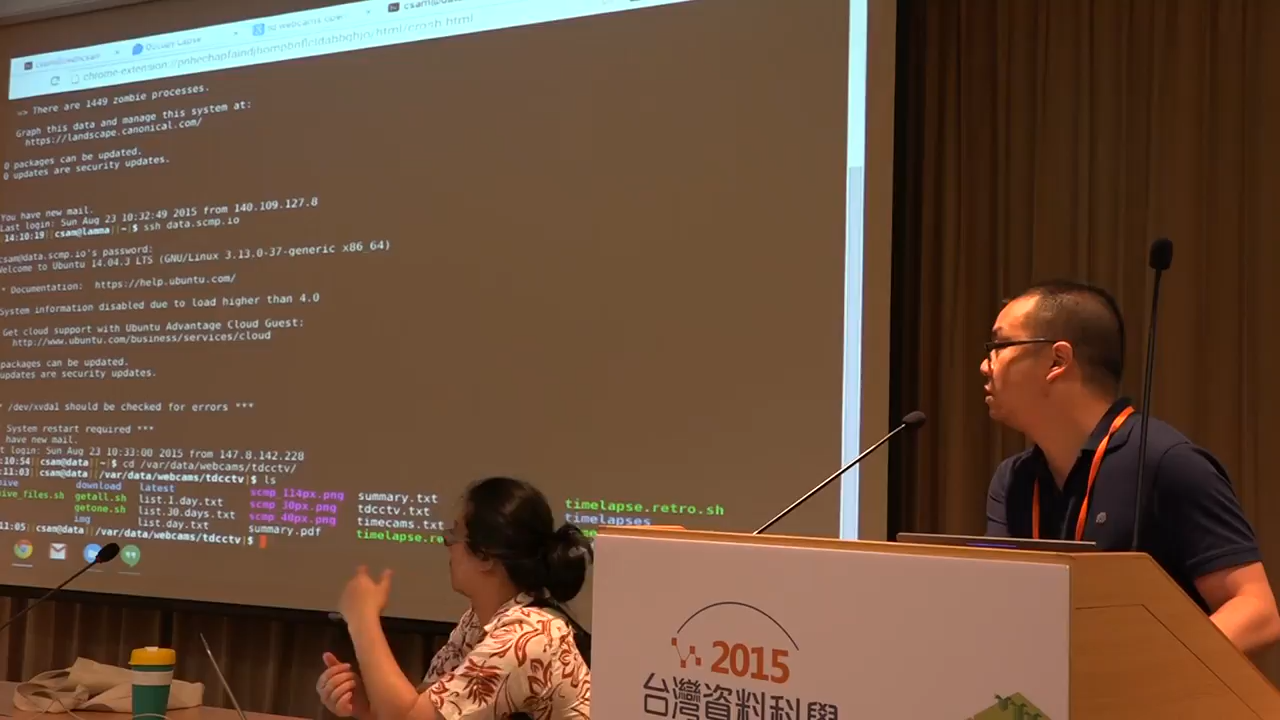 => There are 1449 zombie processes.
Graph this data and manage this system at:
https://landscape.canonical.com/
0 packages can be updated.
0 updates are security updates.
You have new mail.
Last login: Sun Aug 23 10:32:49 2015 from 140.109.127.8
14:10:19|[csam@lamma][~]$ ssh data.scmp.io
csam@data.scmp.io's password:
Welcome to Ubuntu 14.04.3 LTS (GNU/Linux 3.13.0-37-generic x86_64)
* Documentation: https://help.ubuntu.com/
System information disabled due to load higher than 4.0
Get cloud support with Ubuntu Advantage Cloud Guest:
http://www.ubuntu.com/business/services/cloud
packages can be updated.
updates are security updates.
* /dev/xvda1 should be checked for errors ***
System restart required ***
have new mail.
t login: Sun Aug 23 10:33:00 2015 from 147.8.142.228
:10:54|[csam@data][~]$ cd /var/data/webcams/tdcctv/
:11:03|[csam@data][/var/data/webcams/tdcctv]$ ls
hive download latest scmp_114px.png summary.txt timelapse.retro.sh
hive_files.sh getall.sh list.1.day.txt scmp_30px.png tdcctv.txt timelapses
getone.sh list.30.days.txt scmp_40px.png timecams.txt
img list.day.txt summary.pdf timelapse.re
11:05|[csam@data][/var/data/webcams/tdcctv]$
2015
台灣資料科學